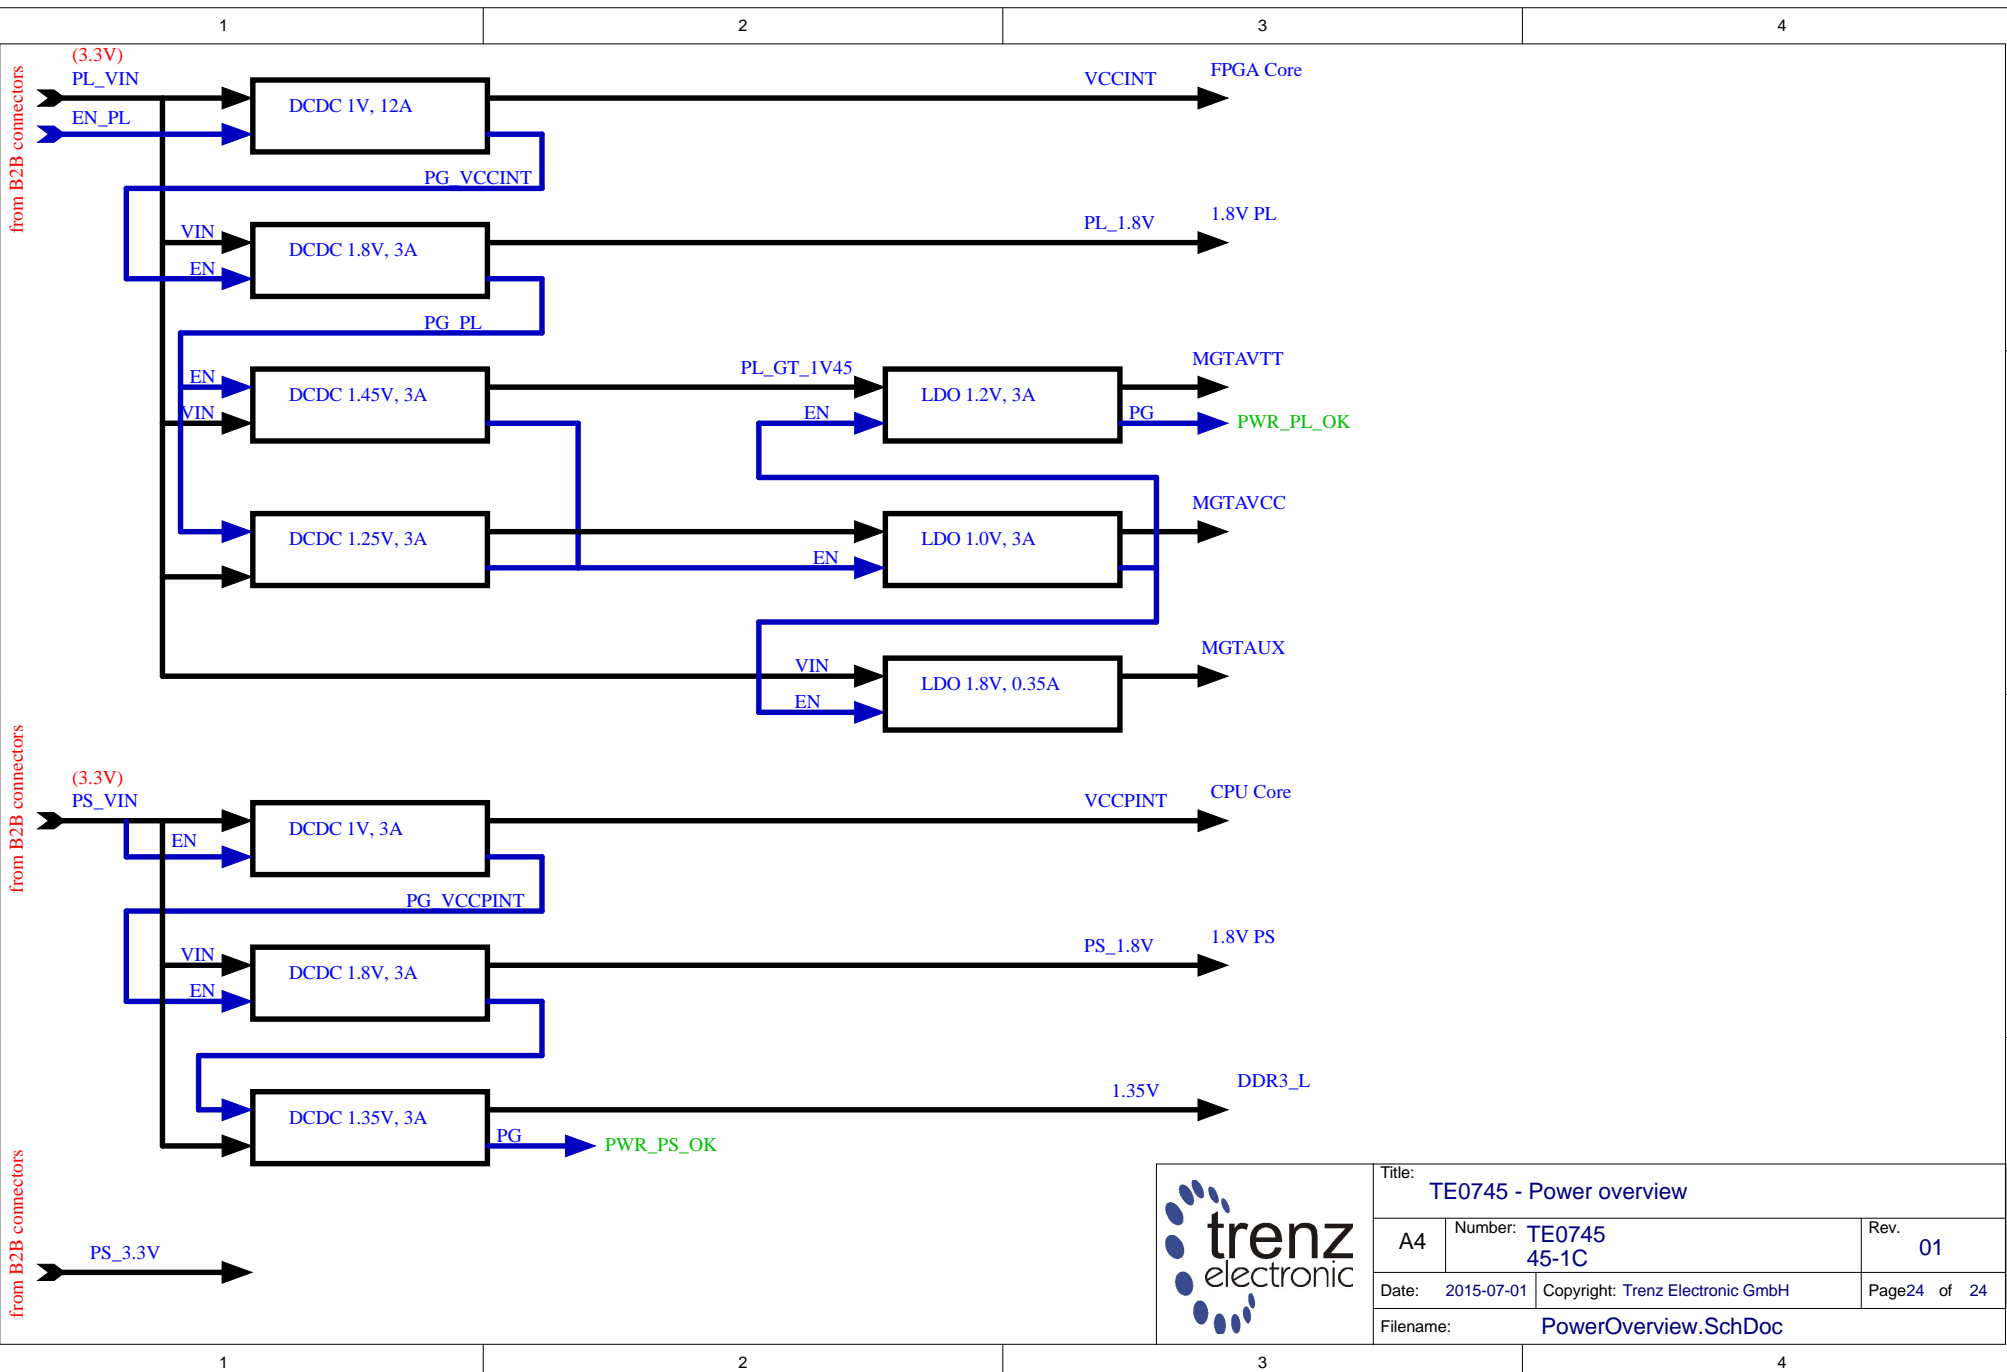 1 2 3 4
from B2B connectors
(3.3V)
PL_VIN
EN_PL
DCDC 1V, 12A
VCCINT
FPGA Core
PG_VCCINT
VIN
EN
DCDC 1.8V, 3A
PL_1.8V
1.8V PL
PG_PL
EN
VIN
DCDC 1.45V, 3A
PL_GT_1V45
EN
LDO 1.2V, 3A
MGTAVTT
PG
PWR_PL_OK
DCDC 1.25V, 3A
EN
LDO 1.0V, 3A
MGTAVCC
VIN
EN
LDO 1.8V, 0.35A
MGTAUX
from B2B connectors
(3.3V)
PS_VIN
EN
DCDC 1V, 3A
VCCPINT
CPU Core
PG_VCCPINT
VIN
EN
DCDC 1.8V, 3A
PS_1.8V
1.8V PS
DCDC 1.35V, 3A
1.35V
DDR3_L
PG
PWR_PS_OK
from B2B connectors
PS_3.3V
trenz
electronic
Title:
TE0745 - Power overview
A4
Number: TE0745
45-1C
Rev.
01
Date: 2015-07-01
Copyright: Trenz Electronic GmbH
Page24 of 24
Filename: PowerOverview.SchDoc
1 2 3 4